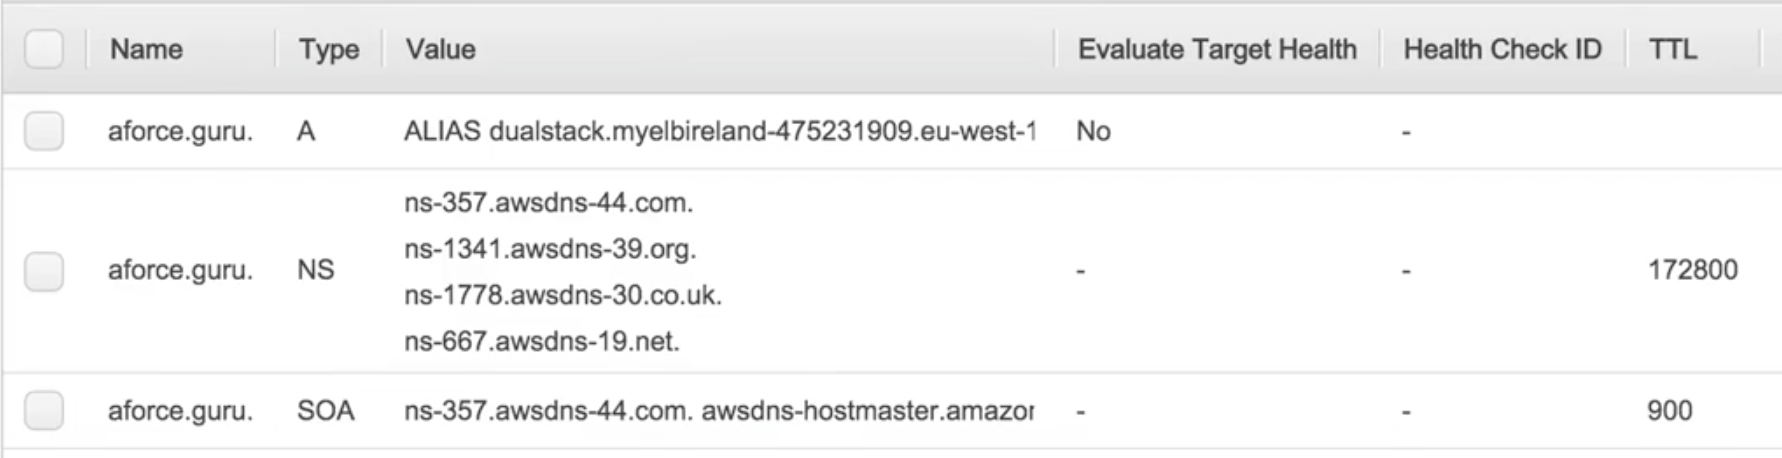 Name Type Value Evaluate Target Health Health Check ID TTL
aforce.guru. A ALIAS dualstack.myelbireland-475231909.eu-west-1 No -
ns-357.awsdns-44.com.
ns-1341.awsdns-39.org.
aforce.guru. NS - - 172800
ns-1778.awsdns-30.co.uk.
ns-667.awsdns-19.net.
aforce.guru. SOA ns-357.awsdns-44.com. awsdns-hostmaster.amazon - - 900